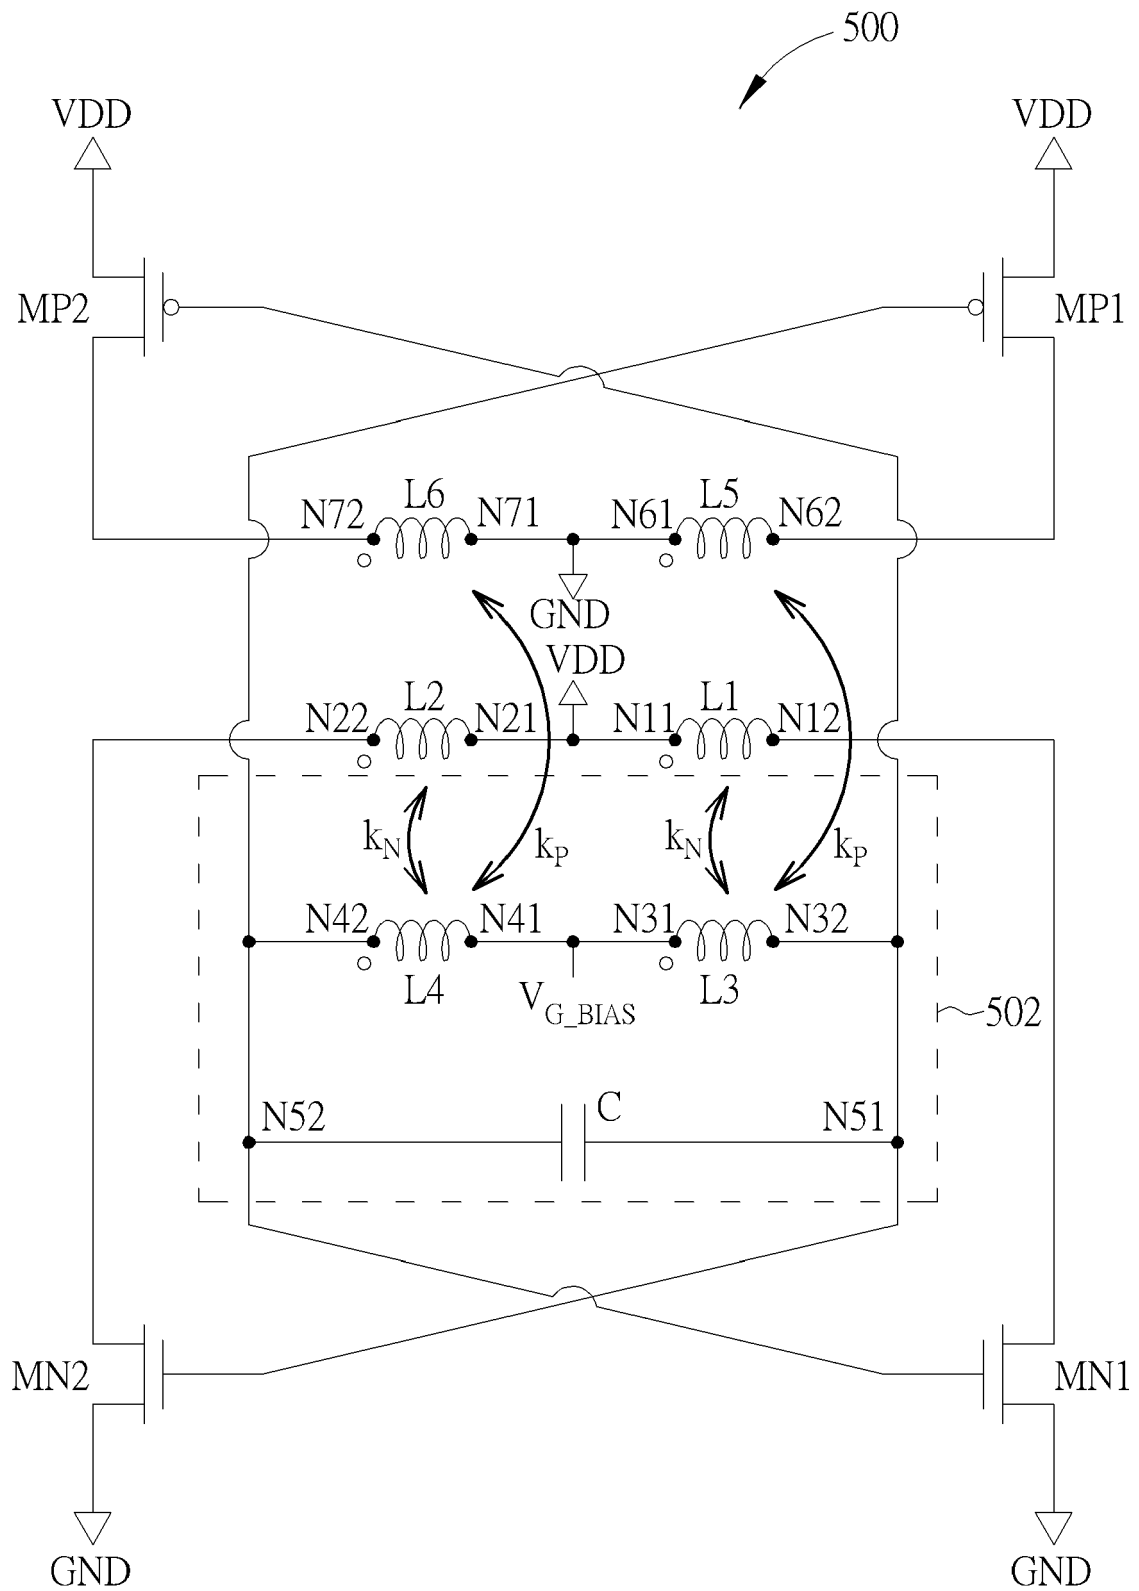 500
VDD VDD
MP2 MP1
L6 L5
N72 N71 N61 N62
GND
VDD
L2 L1
N22 N21 N11 N12
kN kP kN kP
N42 N41 N31 N32
L4 L3
VG_BIAS
502
C
N52 N51
MN2 MN1
GND GND